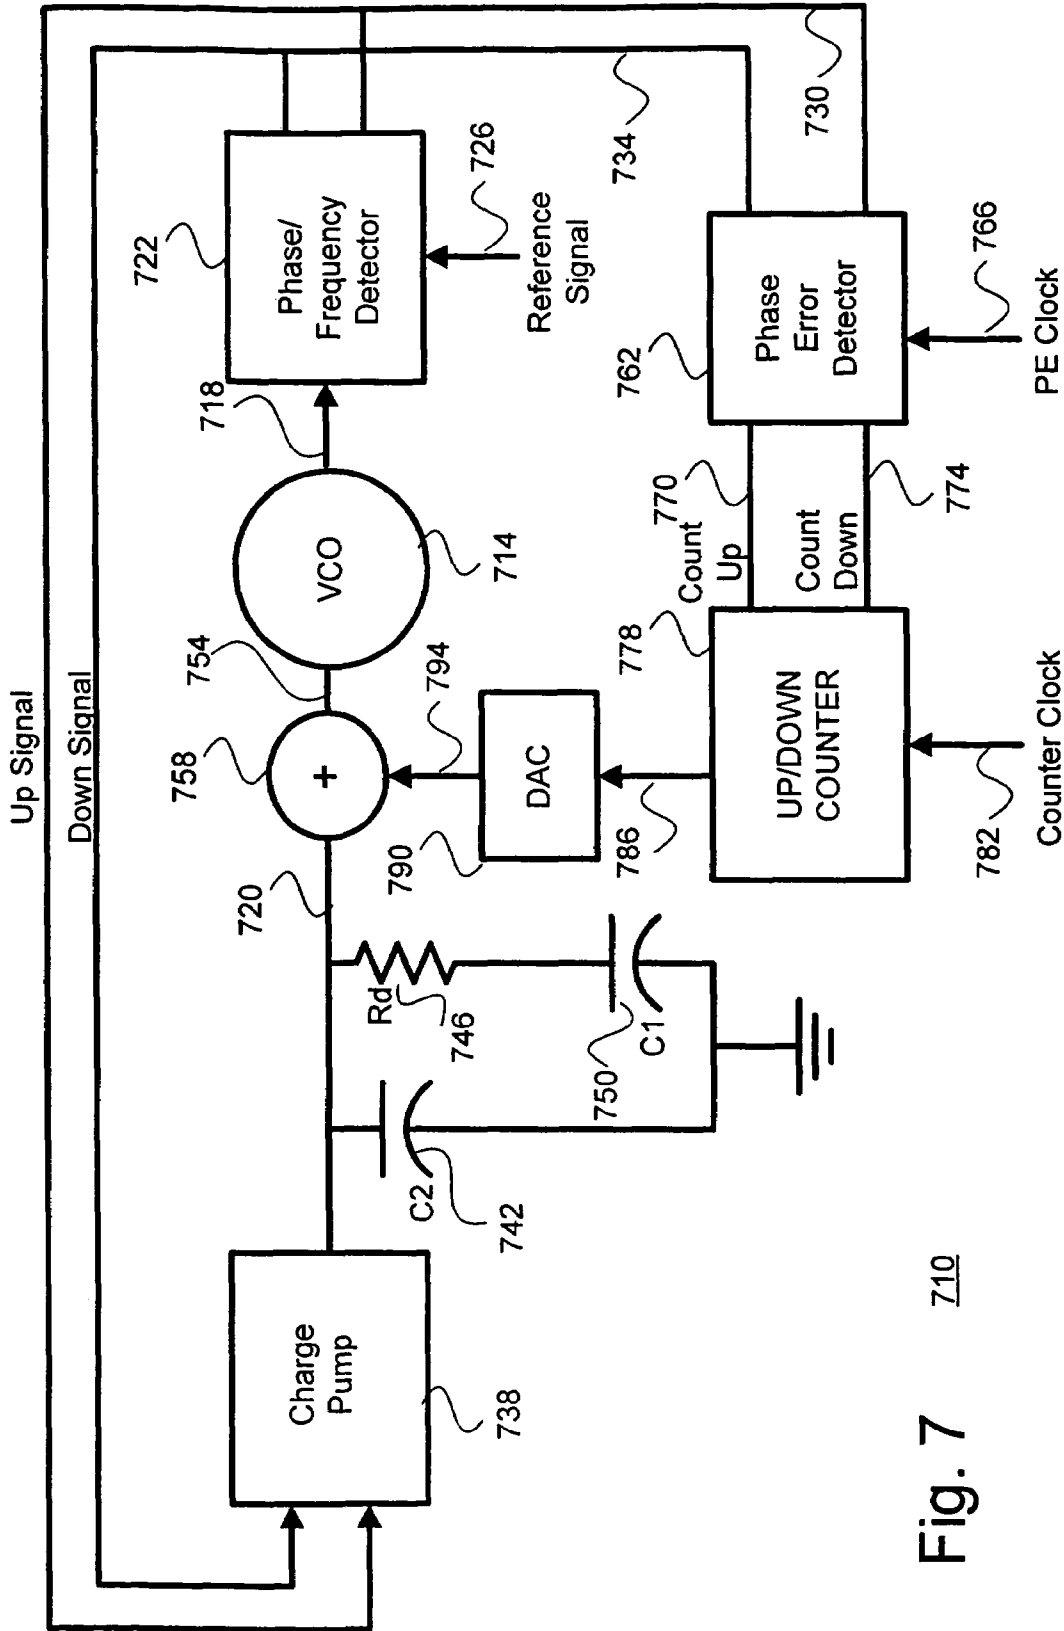 Up Signal
Down Signal
722
Phase/
Frequency
Detector
726
Reference
Signal
718
VCO
714
754
758
+
794
720
DAC
790
786
Rd
746
750
C1
C2
742
Charge
Pump
738
734
730
762
Phase
Error
Detector
766
PE Clock
770
Count
Up
Count
Down
774
778
UP/DOWN
COUNTER
782
Counter Clock
710
Fig. 7